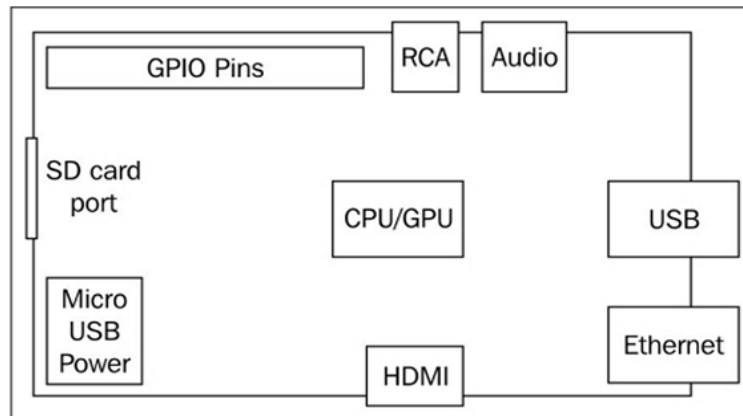 GPIO Pins
RCA
Audio
SD card
port
CPU/GPU
USB
Micro
USB
Power
HDMI
Ethernet